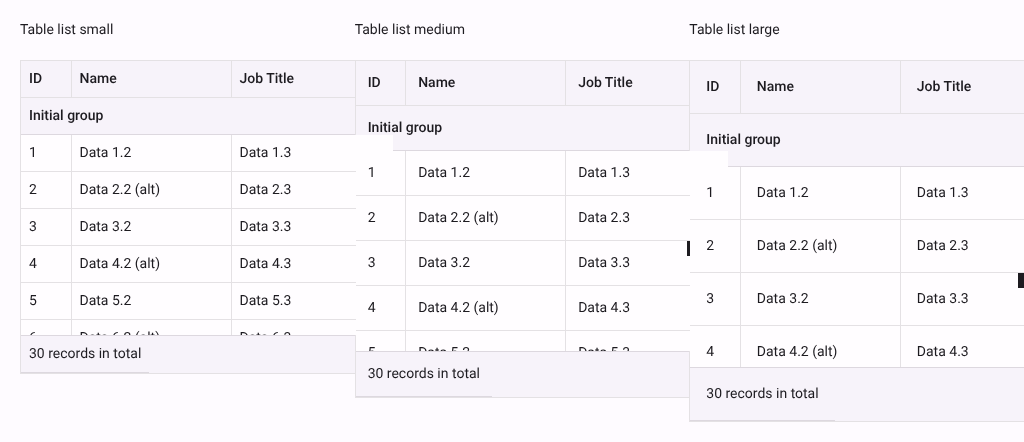 Table list small
ID Name Job Title
Initial group
1 Data 1.2 Data 1.3
2 Data 2.2 (alt) Data 2.3
3 Data 3.2 Data 3.3
4 Data 4.2 (alt) Data 4.3
5 Data 5.2 Data 5.3
30 records in total
Table list medium
ID Name Job Title
Initial group
1 Data 1.2 Data 1.3
2 Data 2.2 (alt) Data 2.3
3 Data 3.2 Data 3.3
4 Data 4.2 (alt) Data 4.3
30 records in total
Table list large
ID Name Job Title
Initial group
1 Data 1.2 Data 1.3
2 Data 2.2 (alt) Data 2.3
3 Data 3.2 Data 3.3
4 Data 4.2 (alt) Data 4.3
30 records in total